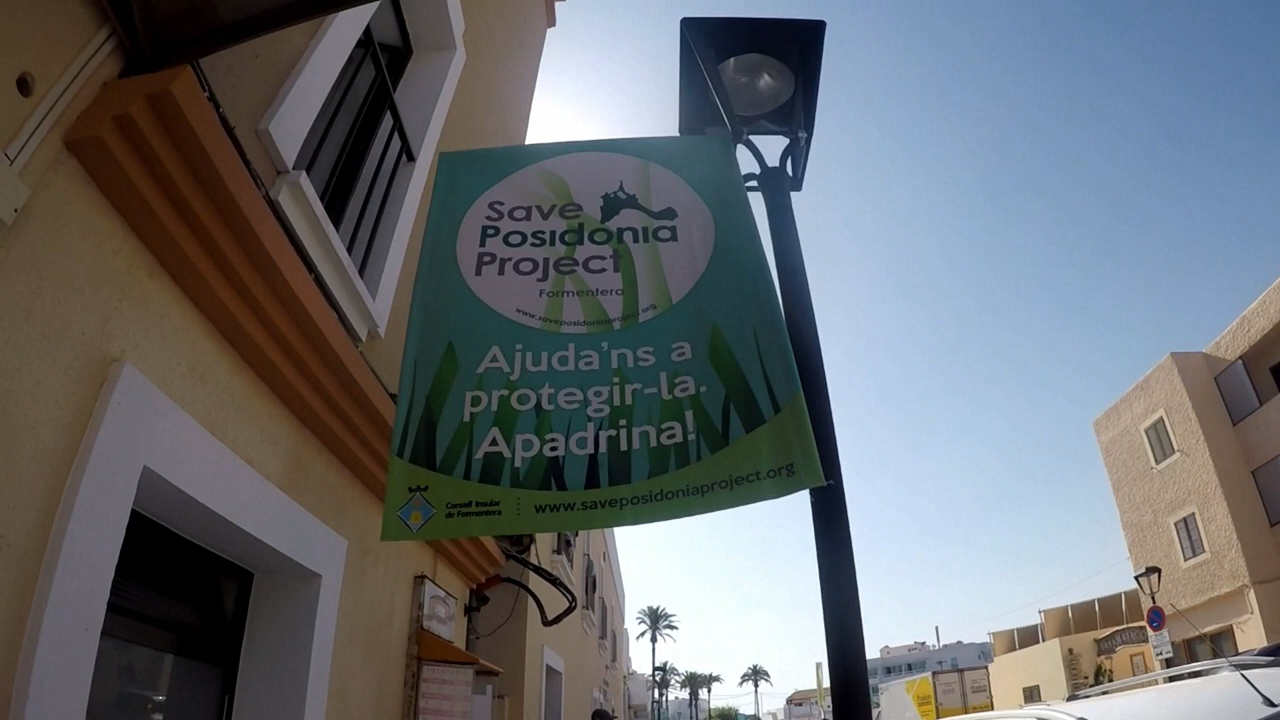 Save
Posidonia
Project
Formentera
www.saveposidoniaproject.org
Ajuda'ns a
protegir-la.
Apadrina!
Consell Insular
de Formentera
www.saveposidoniaproject.org